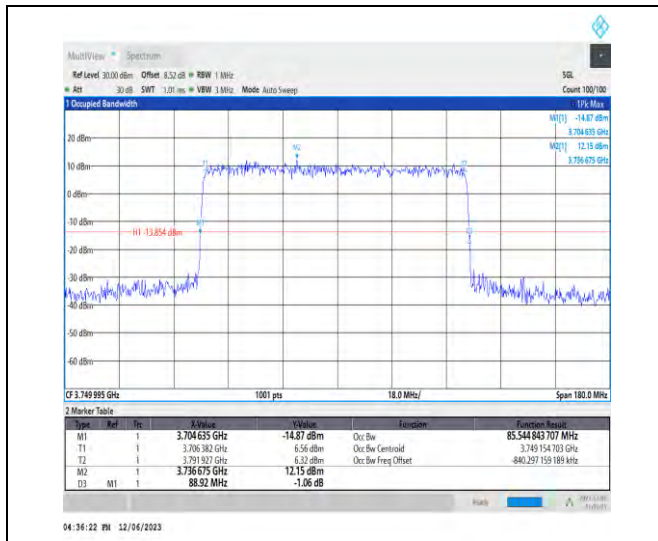 MultiView Spectrum
Ref Level 30.00 dBm Offset 8.52 dB RBW 1 MHz SGL
Att 30 dB SWT 1.01 ms VBW 3 MHz Mode Auto Sweep Count 100/100
1 Occupied Bandwidth 1Pk Max
M1[1] -14.87 dBm
3.704 635 GHz
M2[1] 12.15 dBm
3.736 675 GHz
20 dBm
M2
10 dBm
T1
0 dBm
-10 dBm
M1
H1 -13.854 dBm
-20 dBm
-30 dBm
-40 dBm
-50 dBm
-60 dBm
CF 3.749 995 GHz 1001 pts 18.0 MHz/ Span 180.0 MHz
2 Marker Table
Type Ref Trc X-Value Y-Value Function Function Result
M1 1 3.704 635 GHz -14.87 dBm Occ Bw 85.544 843 707 MHz
T1 1 3.706 382 GHz 6.56 dBm Occ Bw Centroid 3.749 154 703 GHz
T2 1 3.791 927 GHz 6.32 dBm Occ Bw Freq Offset -840.297 159 189 kHz
M2 1 3.736 675 GHz 12.15 dBm
D3 M1 1 88.92 MHz -1.06 dB
Ready
04:36:22 PM 12/06/2023